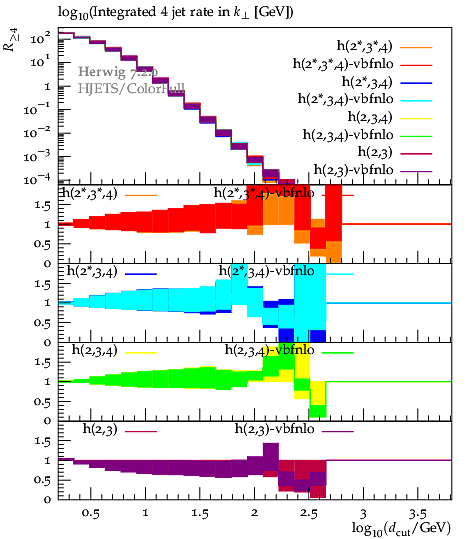 log₁₀(Integrated 4 jet rate in k⊥ [GeV])
R≥4
10²
10¹
1
10⁻¹
10⁻²
10⁻³
10⁻⁴
Herwig 7.2.0
HJETS/ColorFull
h(2*,3*,4)
h(2*,3*,4)-vbfnlo
h(2*,3,4)
h(2*,3,4)-vbfnlo
h(2,3,4)
h(2,3,4)-vbfnlo
h(2,3)
h(2,3)-vbfnlo
h(2*,3*,4) h(2*,3*,4)-vbfnlo
1.5
1
0.5
0
h(2*,3,4) h(2*,3,4)-vbfnlo
1.5
1
0.5
0
h(2,3,4) h(2,3,4)-vbfnlo
1.5
1
0.5
0
h(2,3) h(2,3)-vbfnlo
1.5
1
0.5
0
0.5 1 1.5 2 2.5 3 3.5
log₁₀(d_cut/GeV)